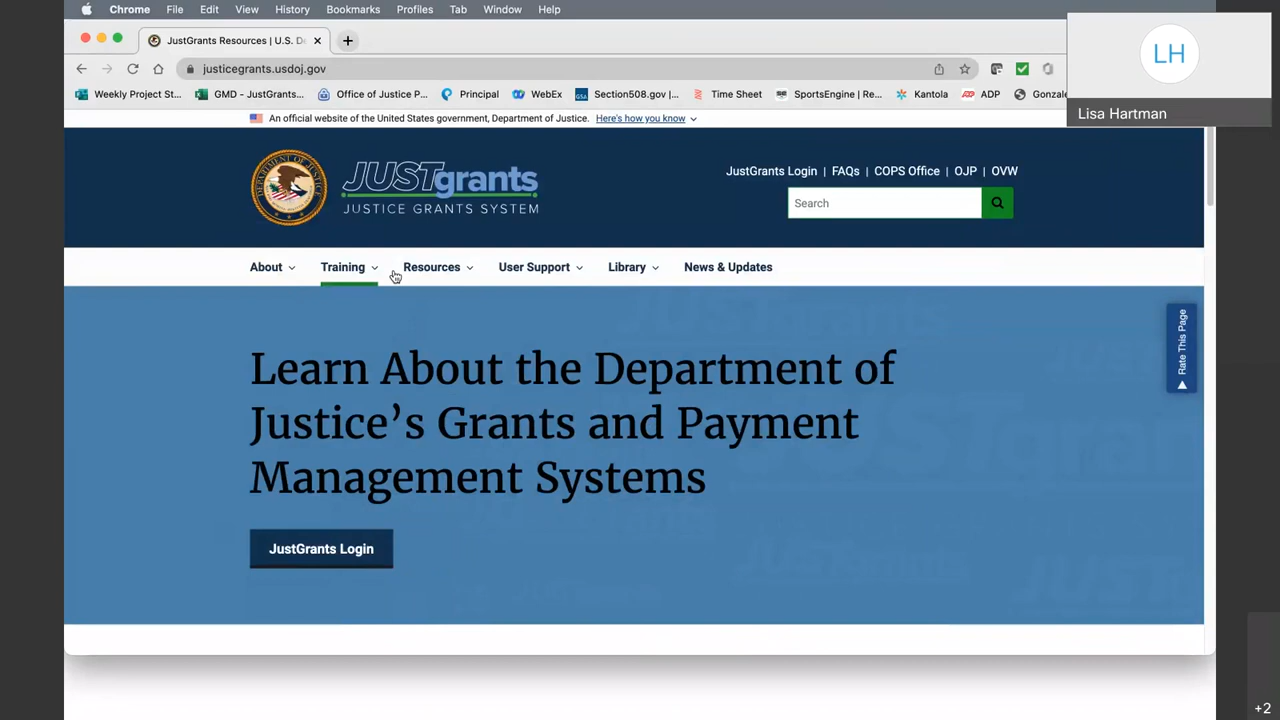 Chrome File Edit View History Bookmarks Profiles Tab Window Help
JustGrants Resources | U.S. De
justicegrants.usdoj.gov
Weekly Project St... GMD - JustGrants... Office of Justice P... Principal WebEx Section508.gov |... Time Sheet SportsEngine | Re... Kantola ADP Gonzale
LH
Lisa Hartman
An official website of the United States government, Department of Justice. Here's how you know
JUSTgrants
JUSTICE GRANTS SYSTEM
JustGrants Login | FAQs | COPS Office | OJP | OVW
Search
About Training Resources User Support Library News & Updates
Learn About the Department of
Justice’s Grants and Payment
Management Systems
JustGrants Login
Rate This Page
+2